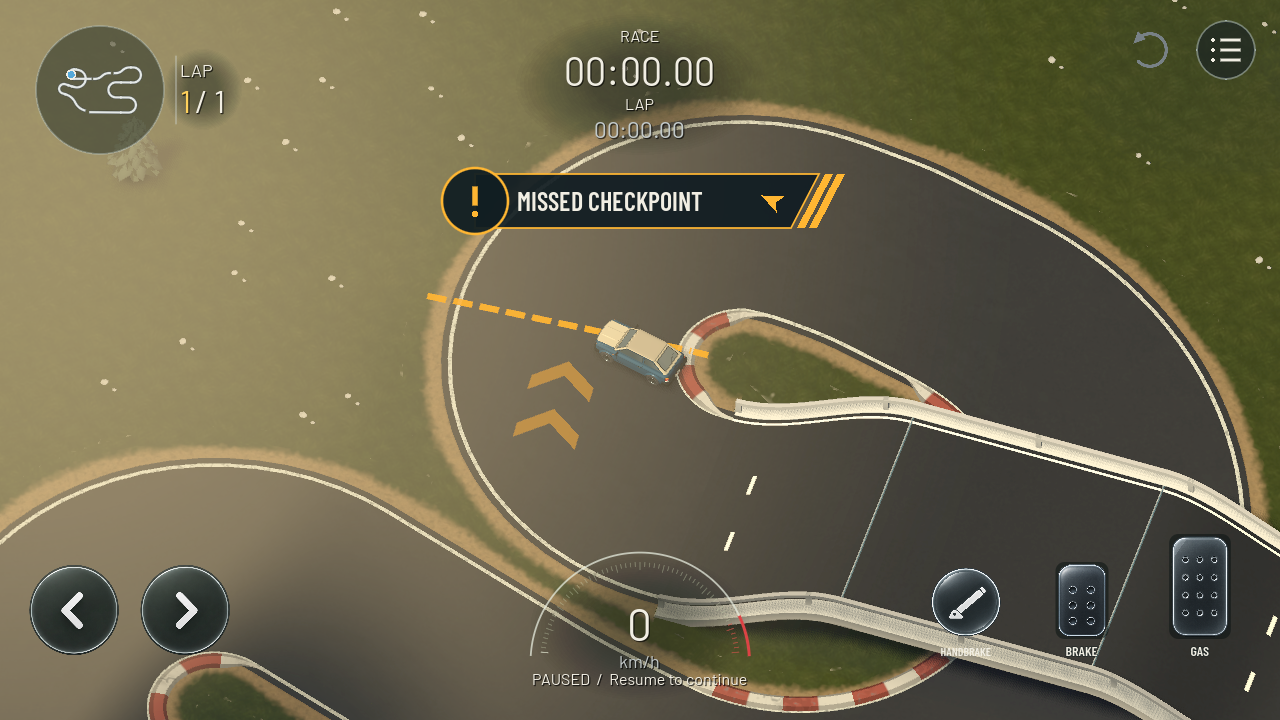 LAP
1/ 1
RACE
00:00.00
LAP
00:00.00
MISSED CHECKPOINT
0
km/h
PAUSED / Resume to continue
HANDBRAKE
BRAKE
GAS